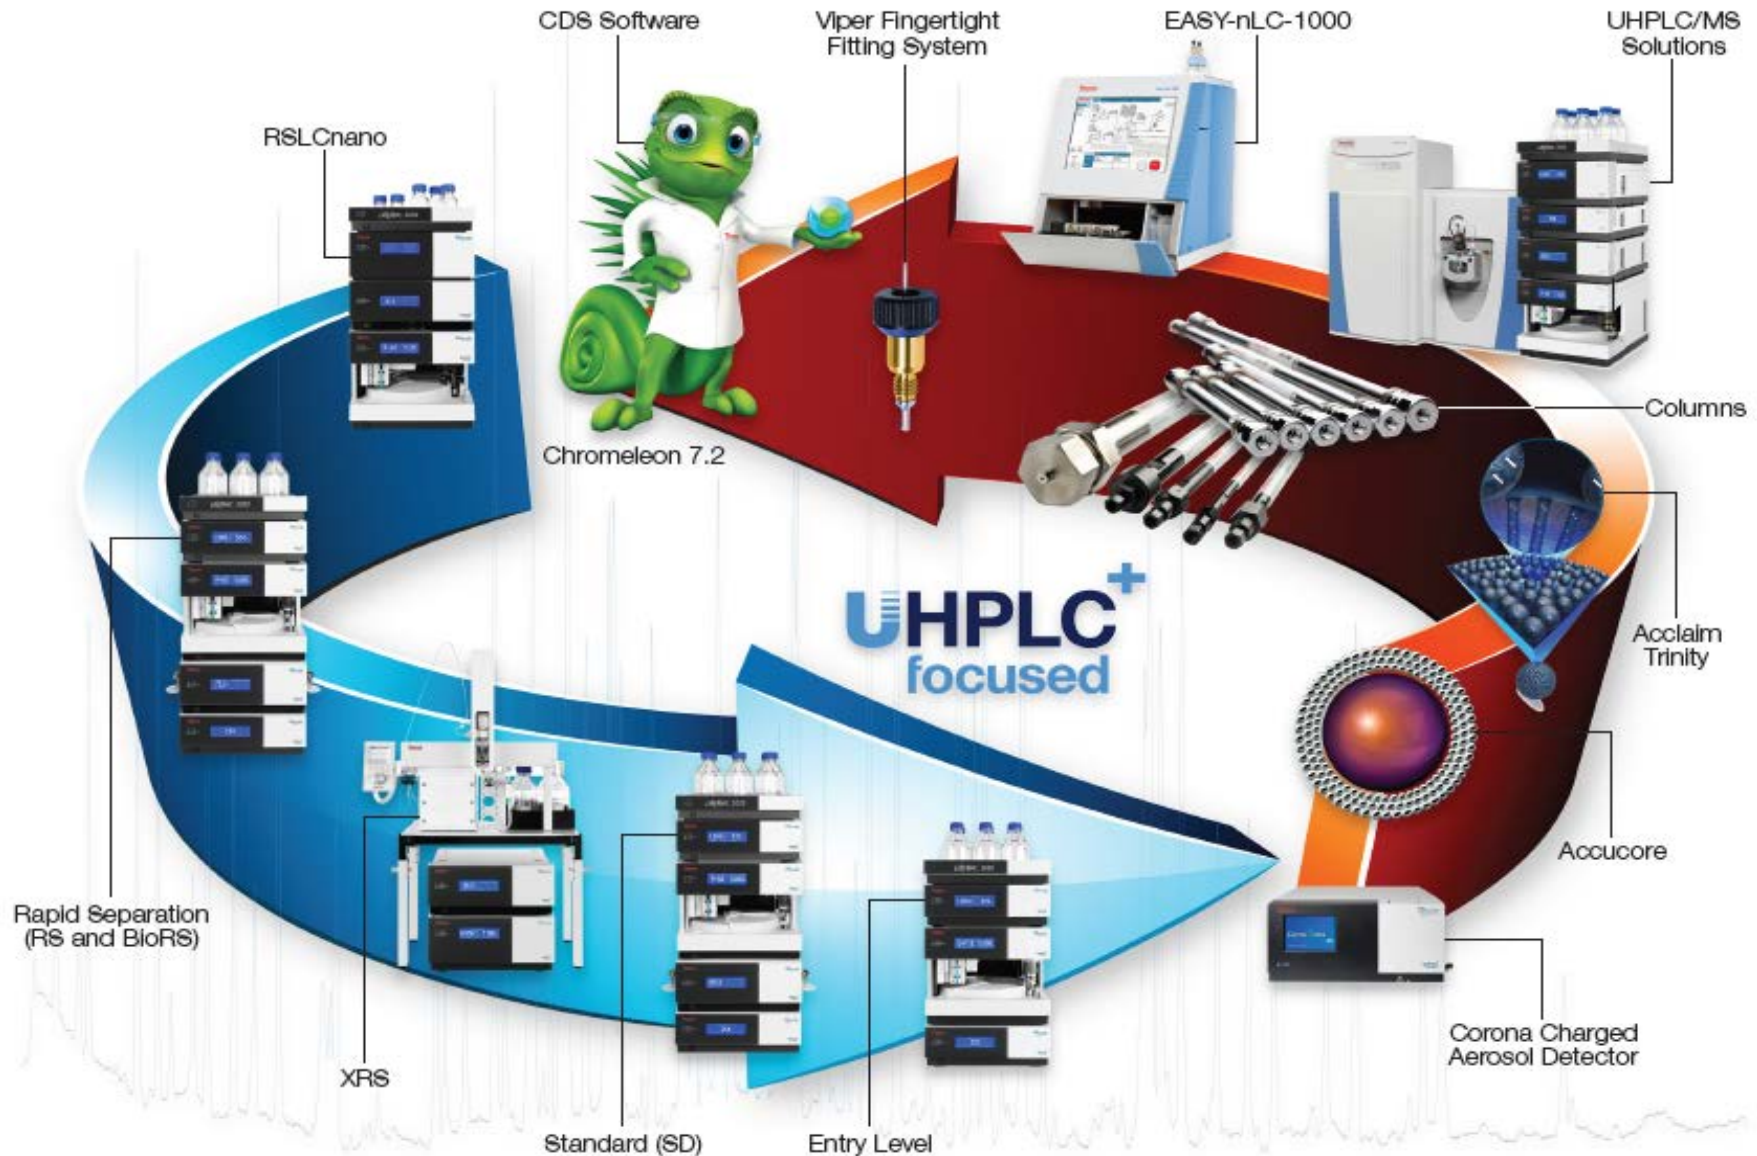 CDS Software
Viper Fingertight
Fitting System
EASY-nLC-1000
UHPLC/MS
Solutions
RSLCnano
Chromeleon 7.2
Columns
UHPLC+
focused
Acclaim
Trinity
Accucore
Rapid Separation
(RS and BioRS)
Corona Charged
Aerosol Detector
XRS
Standard (SD)
Entry Level